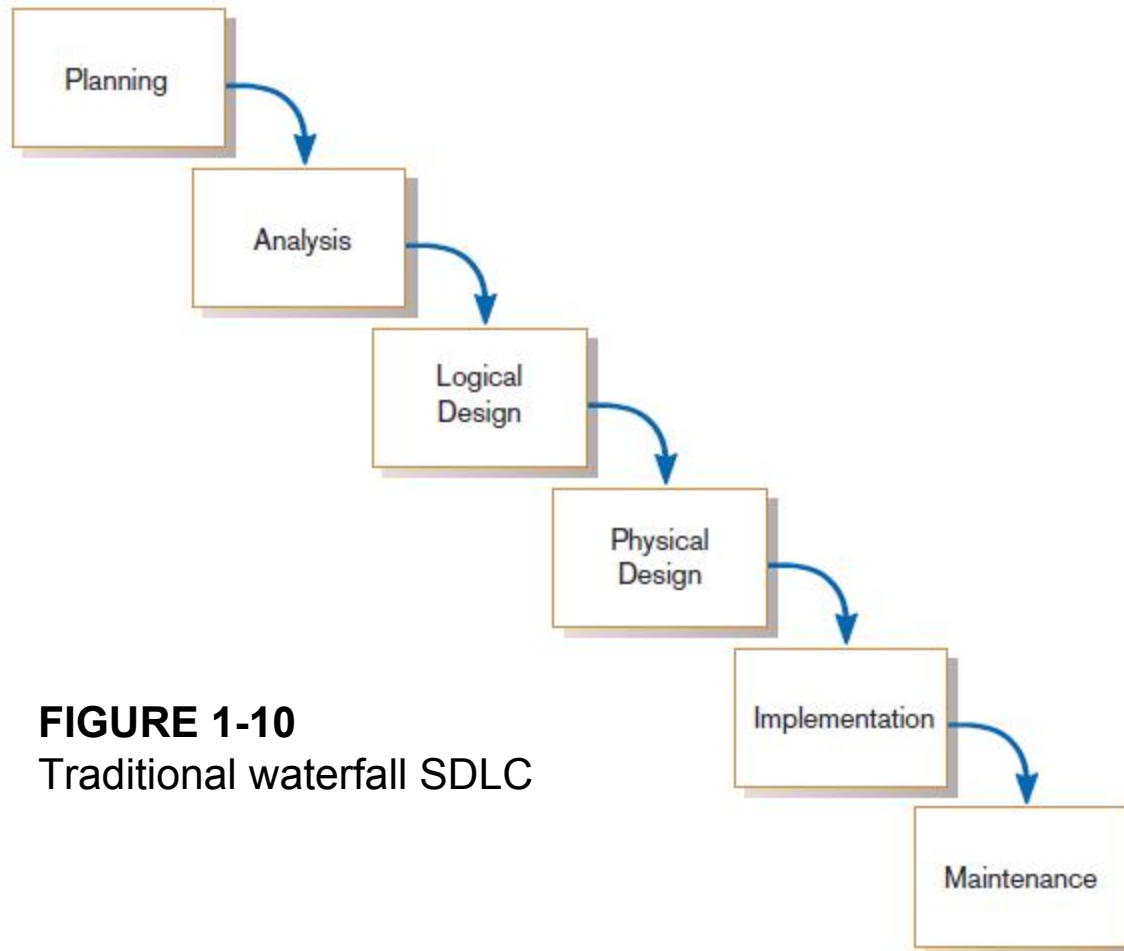 Planning
Analysis
Logical
Design
Physical
Design
Implementation
Maintenance
FIGURE 1-10
Traditional waterfall SDLC